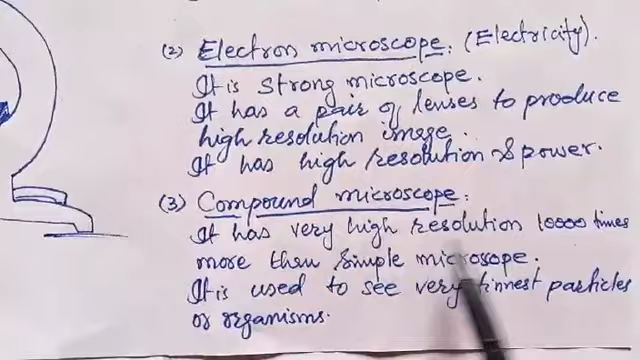 (2) Electron microscope: (Electricity).
It is strong microscope.
It has a pair of lenses to produce
high resolution image.
It has high resolution & power.
(3) Compound microscope:
It has very high resolution 10000 times
more then simple microsope.
It is used to see very tinnest particles
or organisms.